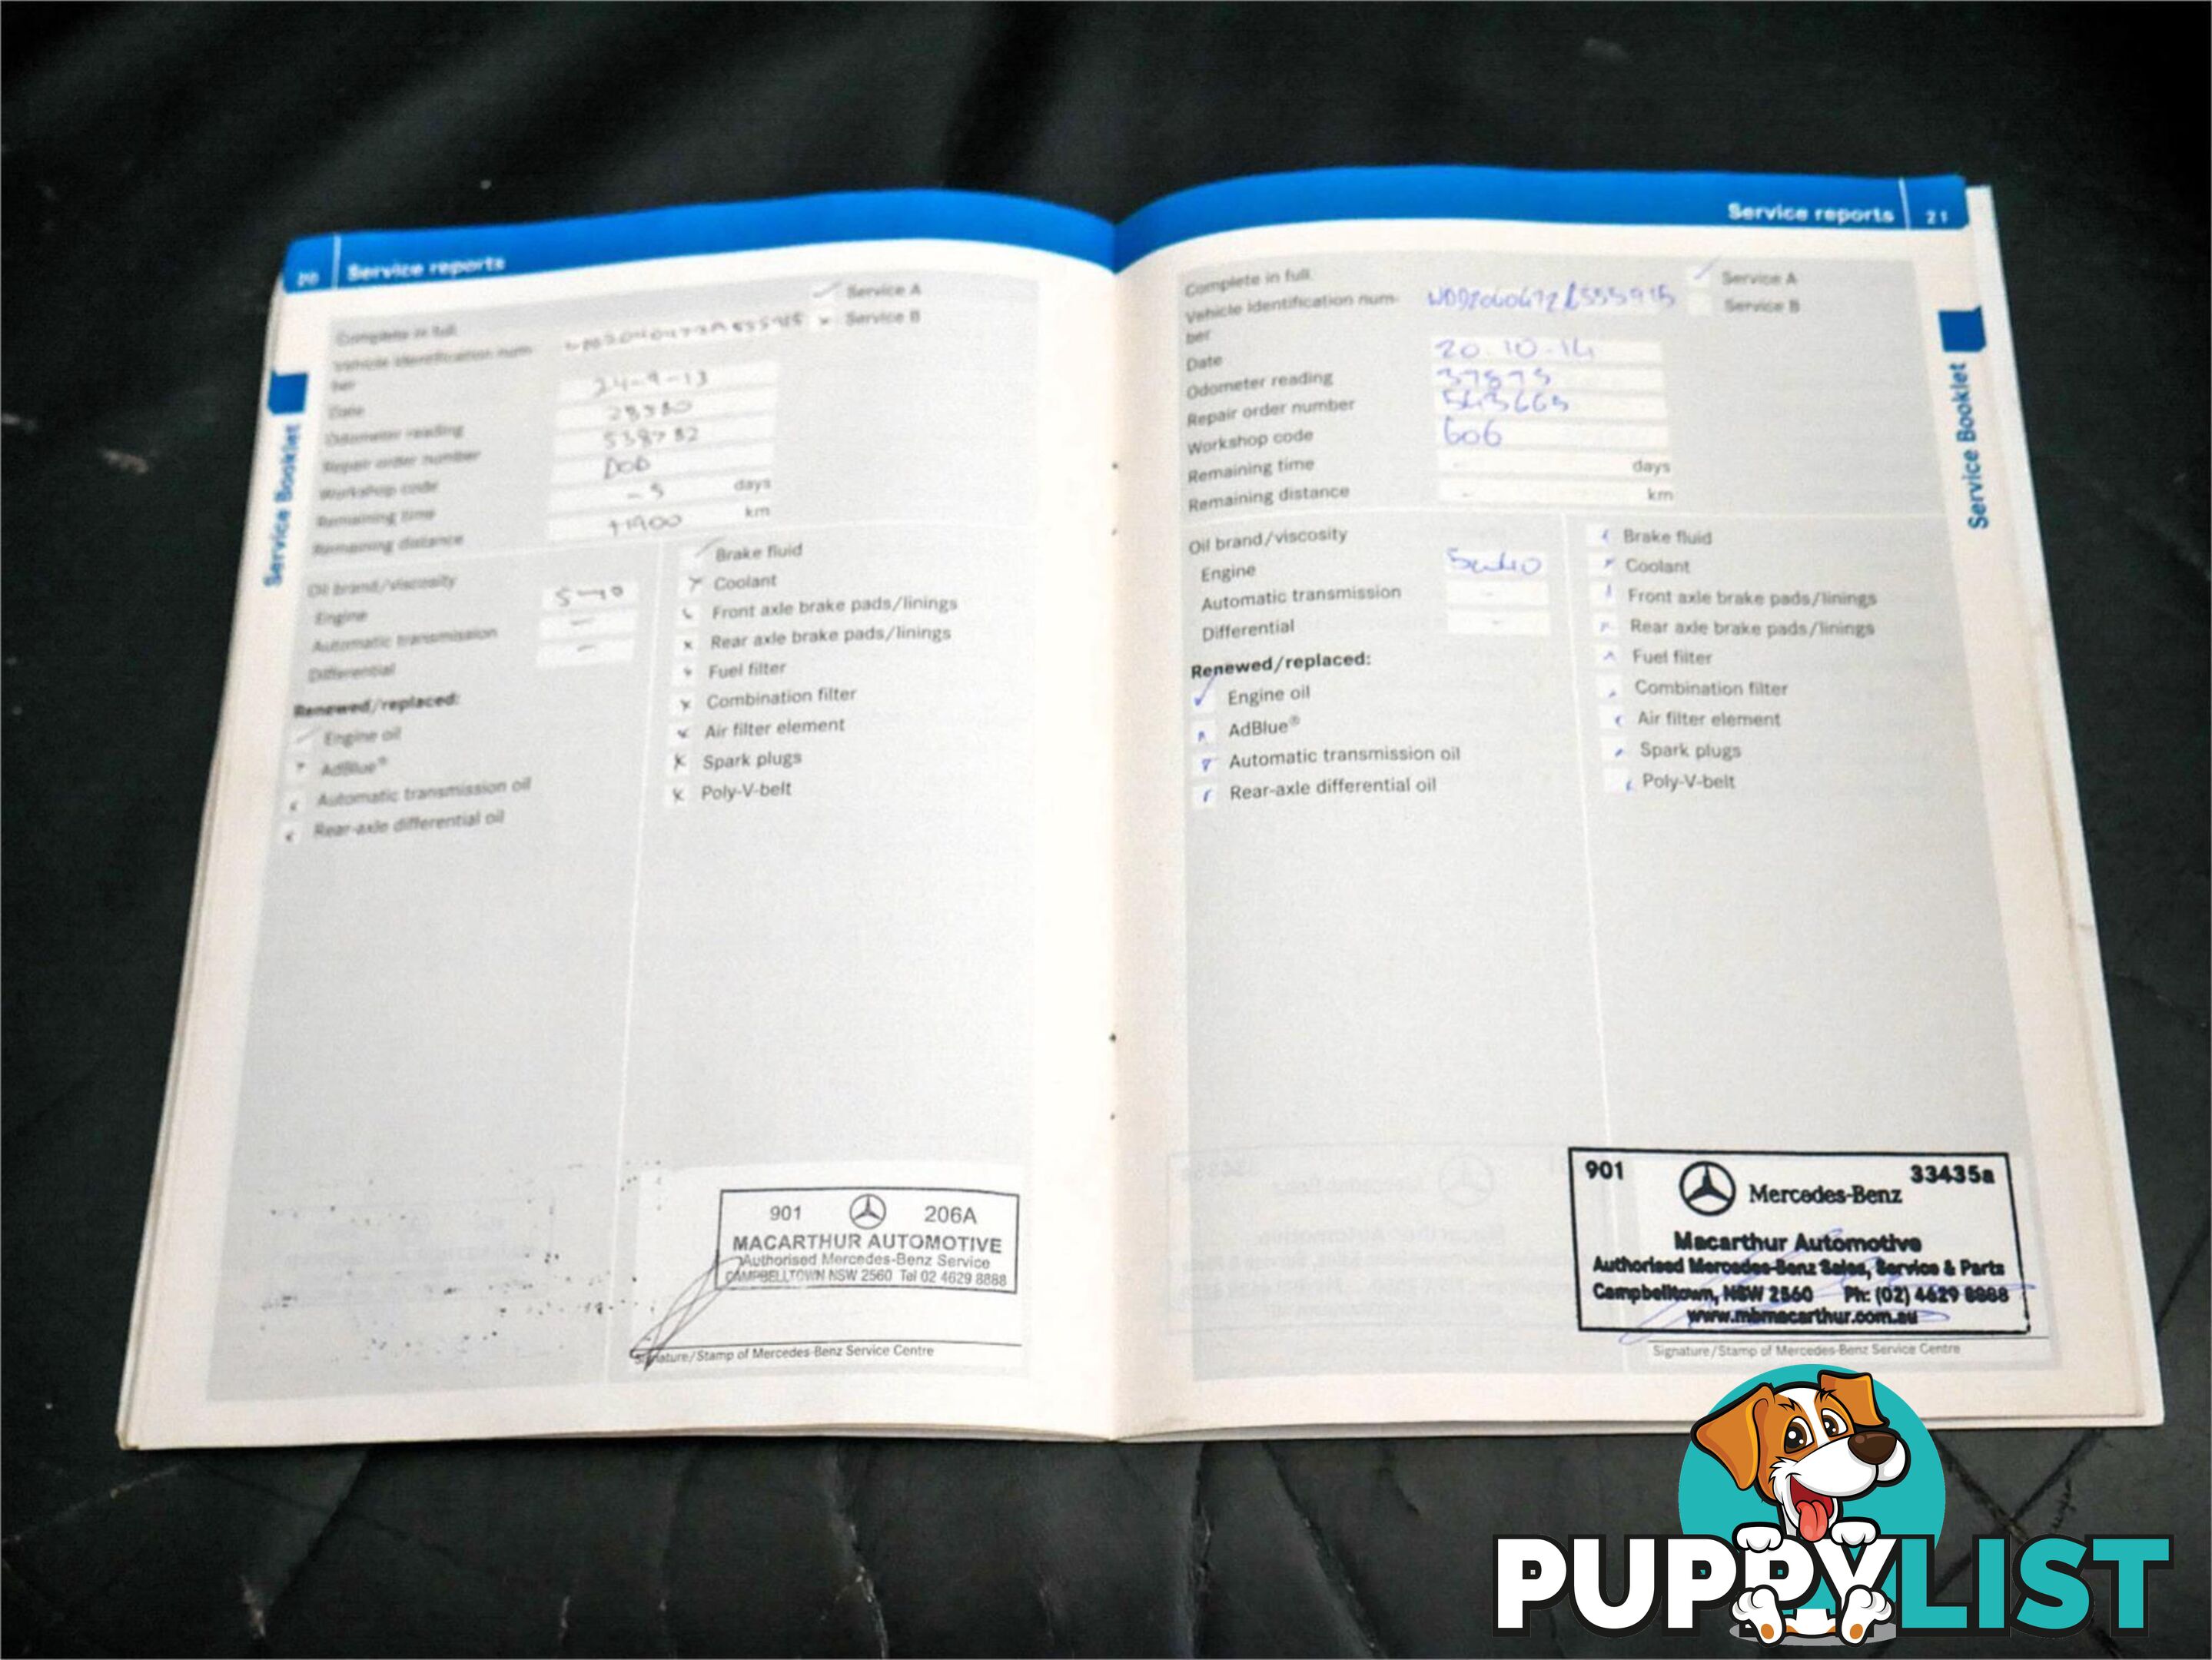 20 Service reports
Complete in full
Service A
Vehicle identification num-
ber
Service B
Date 24-9-13
Odometer reading
Repair order number 538782
Workshop code
Remaining time - 5 days
Remaining distance +1900 km
Oil brand/viscosity
Engine
Automatic transmission -
Differential -
Renewed/replaced:
Engine oil
AdBlue®
Automatic transmission oil
Rear-axle differential oil
Brake fluid
Coolant
Front axle brake pads/linings
Rear axle brake pads/linings
Fuel filter
Combination filter
Air filter element
Spark plugs
Poly-V-belt
Service Booklet
901 206A
MACARTHUR AUTOMOTIVE
Authorised Mercedes-Benz Service
CAMPBELLTOWN NSW 2560 Tel 02 4629 8888
Signature/Stamp of Mercedes-Benz Service Centre
Service reports 21
Complete in full
Service A
Vehicle identification num-
ber
Service B
Date 20.10.14
Odometer reading
Repair order number
Workshop code 606
Remaining time - days
Remaining distance - km
Oil brand/viscosity
Engine 5w40
Automatic transmission -
Differential -
Renewed/replaced:
Engine oil
AdBlue®
Automatic transmission oil
Rear-axle differential oil
Brake fluid
Coolant
Front axle brake pads/linings
Rear axle brake pads/linings
Fuel filter
Combination filter
Air filter element
Spark plugs
Poly-V-belt
Service Booklet
901 33435a
Mercedes-Benz
Macarthur Automotive
Authorised Mercedes-Benz Sales, Service & Parts
Campbelltown, NSW 2560 Ph: (02) 4629 8888
www.mbmacarthur.com.au
Signature/Stamp of Mercedes-Benz Service Centre
PUPPYLIST